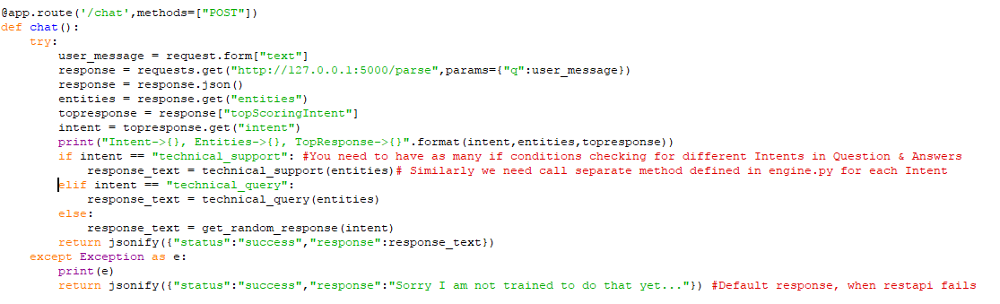 @app.route('/chat',methods=["POST"])
def chat():
    try:
        user_message = request.form["text"]
        response = requests.get("http://127.0.0.1:5000/parse",params={"q":user_message})
        response = response.json()
        entities = response.get("entities")
        topresponse = response["topScoringIntent"]
        intent = topresponse.get("intent")
        print("Intent->{}, Entities->{}, TopResponse->{}".format(intent,entities,topresponse))
        if intent == "technical_support": #You need to have as many if conditions checking for different Intents in Question & Answers
            response_text = technical_support(entities)# Similarly we need call separate method defined in engine.py for each Intent
        elif intent == "technical_query":
            response_text = technical_query(entities)
        else:
            response_text = get_random_response(intent)
        return jsonify({"status":"success","response":response_text})
    except Exception as e:
        print(e)
        return jsonify({"status":"success","response":"Sorry I am not trained to do that yet..."}) #Default response, when restapi fails